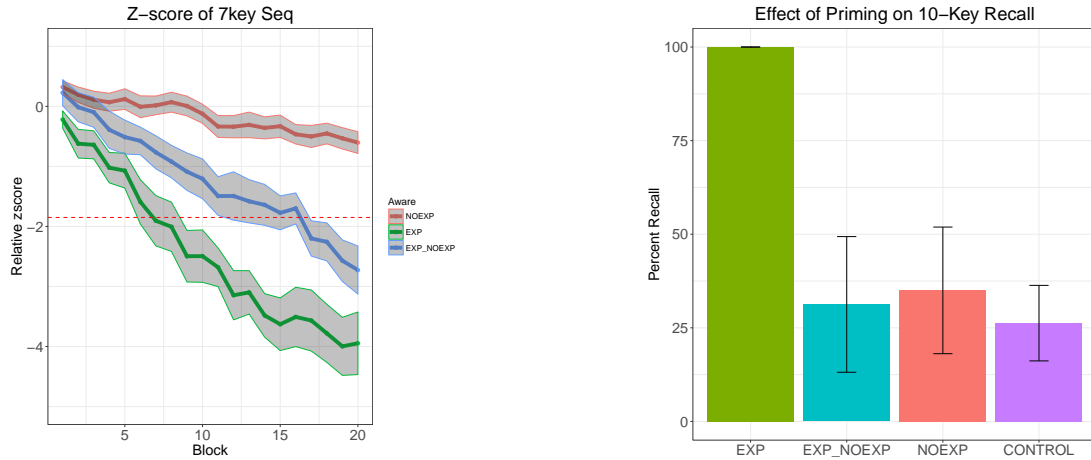 Z−score of 7key Seq
Relative zscore
0
−2
−4
5
10
15
20
Block
Aware
NOEXP
EXP
EXP_NOEXP
Effect of Priming on 10−Key Recall
Percent Recall
100
75
50
25
0
EXP
EXP_NOEXP
NOEXP
CONTROL